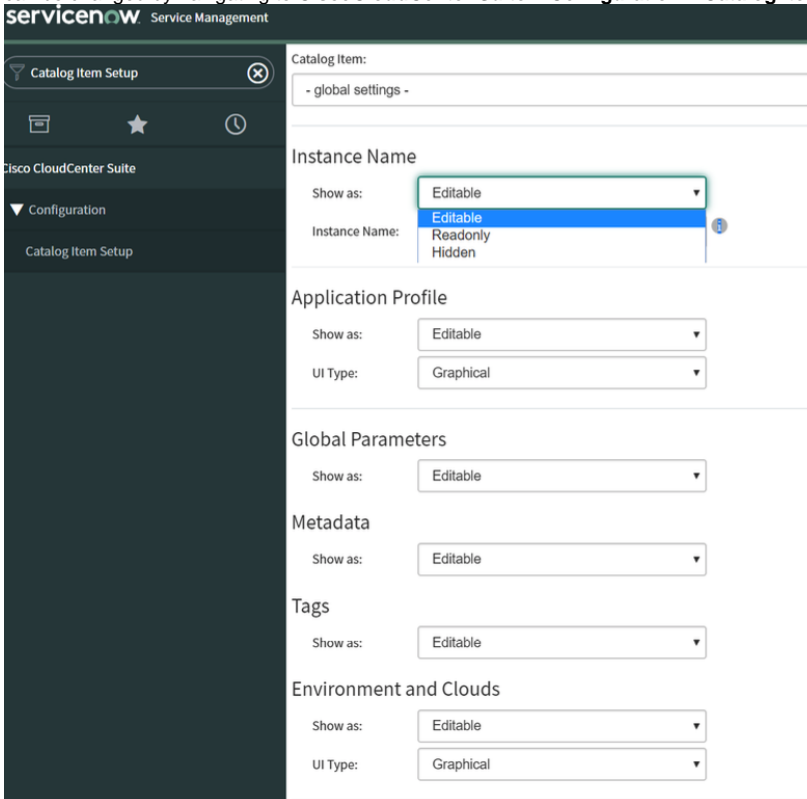 servicenow Service Management
Catalog Item Setup
Cisco CloudCenter Suite
Configuration
Catalog Item Setup
Catalog Item:
- global settings -
Instance Name
Show as: Editable
Editable
Instance Name: Readonly
Hidden
Application Profile
Show as: Editable
UI Type: Graphical
Global Parameters
Show as: Editable
Metadata
Show as: Editable
Tags
Show as: Editable
Environment and Clouds
Show as: Editable
UI Type: Graphical